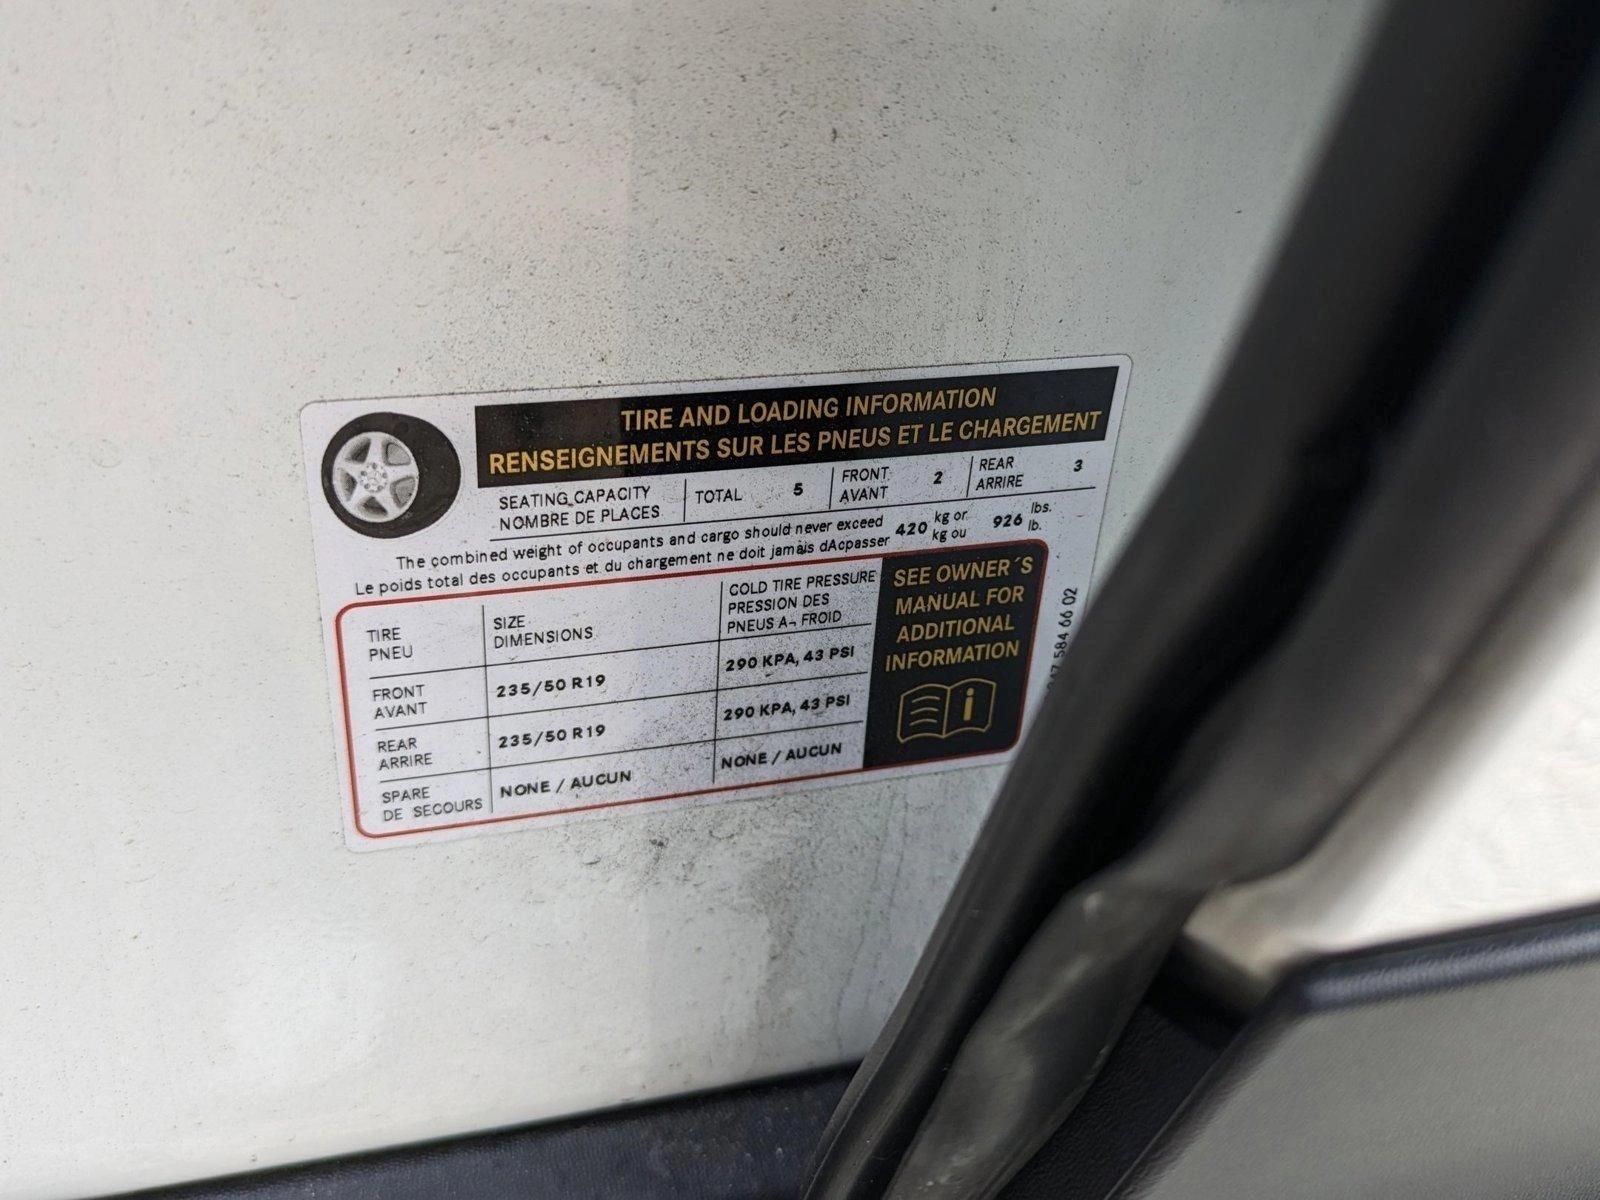 TIRE AND LOADING INFORMATION
RENSEIGNEMENTS SUR LES PNEUS ET LE CHARGEMENT
SEATING CAPACITY TOTAL 5 FRONT 2 REAR 3
NOMBRE DE PLACES AVANT ARRIRE
The combined weight of occupants and cargo should never exceed 420 kg or 926 lbs.
Le poids total des occupants et du chargement ne doit jamais dAcpasser kg ou lb.
TIRE SIZE COLD TIRE PRESSURE
PNEU DIMENSIONS PRESSION DES
PNEUS A¬ FROID
FRONT 235/50 R19 290 KPA, 43 PSI
AVANT
REAR 235/50 R19 290 KPA, 43 PSI
ARRIRE
SPARE NONE / AUCUN NONE / AUCUN
DE SECOURS
SEE OWNER´S
MANUAL FOR
ADDITIONAL
INFORMATION
584 66 02